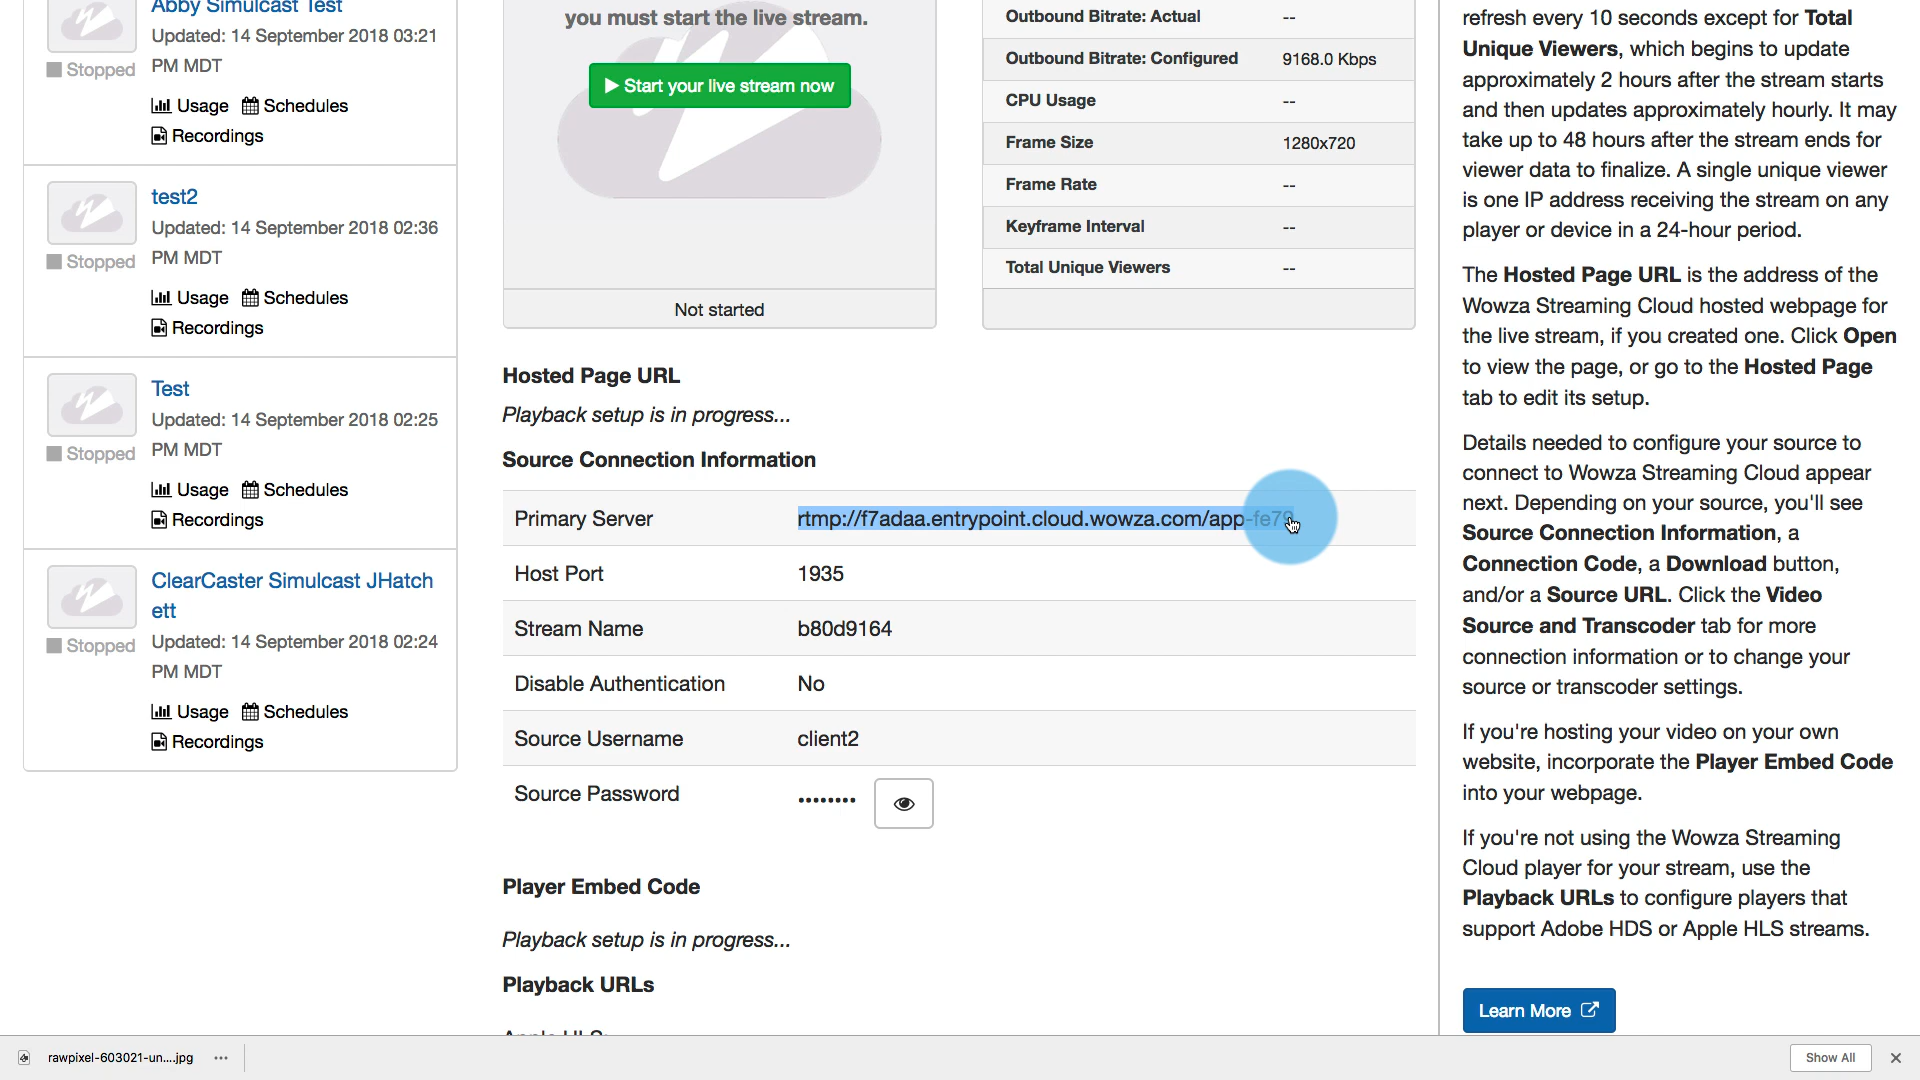 Abby Simulcast Test
Updated: 14 September 2018 03:21
PM MDT
Stopped
Usage Schedules
Recordings
test2
Updated: 14 September 2018 02:36
PM MDT
Stopped
Usage Schedules
Recordings
Test
Updated: 14 September 2018 02:25
PM MDT
Stopped
Usage Schedules
Recordings
ClearCaster Simulcast JHatch
ett
Updated: 14 September 2018 02:24
PM MDT
Stopped
Usage Schedules
Recordings
you must start the live stream.
Start your live stream now
Not started
Outbound Bitrate: Actual --
Outbound Bitrate: Configured 9168.0 Kbps
CPU Usage --
Frame Size 1280x720
Frame Rate --
Keyframe Interval --
Total Unique Viewers --
Hosted Page URL
Playback setup is in progress...
Source Connection Information
Primary Server rtmp://f7adaa.entrypoint.cloud.wowza.com/app-fe79
Host Port 1935
Stream Name b80d9164
Disable Authentication No
Source Username client2
Source Password ••••••••
Player Embed Code
Playback setup is in progress...
Playback URLs
refresh every 10 seconds except for Total
Unique Viewers, which begins to update
approximately 2 hours after the stream starts
and then updates approximately hourly. It may
take up to 48 hours after the stream ends for
viewer data to finalize. A single unique viewer
is one IP address receiving the stream on any
player or device in a 24-hour period.
The Hosted Page URL is the address of the
Wowza Streaming Cloud hosted webpage for
the live stream, if you created one. Click Open
to view the page, or go to the Hosted Page
tab to edit its setup.
Details needed to configure your source to
connect to Wowza Streaming Cloud appear
next. Depending on your source, you'll see
Source Connection Information, a
Connection Code, a Download button,
and/or a Source URL. Click the Video
Source and Transcoder tab for more
connection information or to change your
source or transcoder settings.
If you're hosting your video on your own
website, incorporate the Player Embed Code
into your webpage.
If you're not using the Wowza Streaming
Cloud player for your stream, use the
Playback URLs to configure players that
support Adobe HDS or Apple HLS streams.
Learn More
rawpixel-603021-un....jpg
Show All